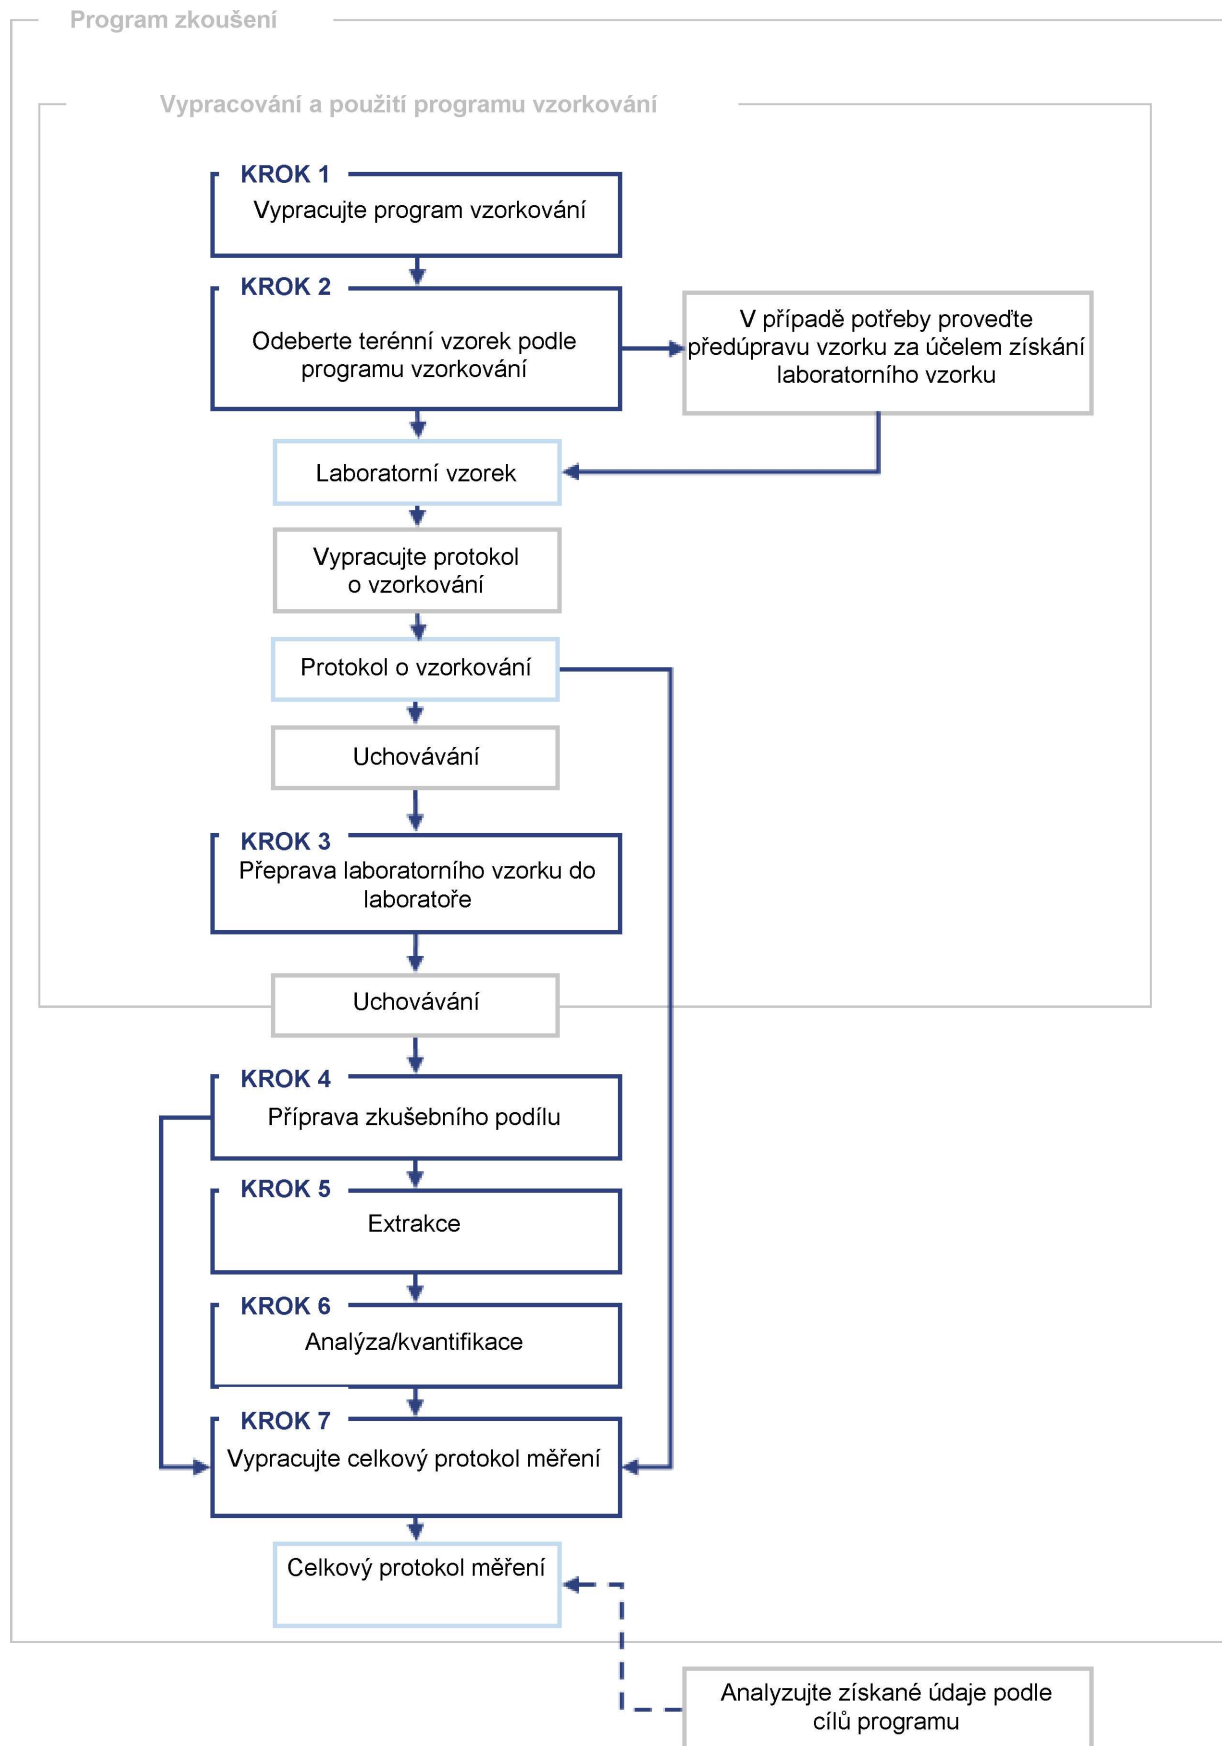 Program zkoušení
Vypracování a použití programu vzorkování
KROK 1
Vypracujte program vzorkování
KROK 2
Odeberte terénní vzorek podle
programu vzorkování
V případě potřeby proveďte
předúpravu vzorku za účelem získání
laboratorního vzorku
Laboratorní vzorek
Vypracujte protokol
o vzorkování
Protokol o vzorkování
Uchovávání
KROK 3
Přeprava laboratorního vzorku do
laboratoře
Uchovávání
KROK 4
Příprava zkušebního podílu
KROK 5
Extrakce
KROK 6
Analýza/kvantifikace
KROK 7
Vypracujte celkový protokol měření
Celkový protokol měření
Analyzujte získané údaje podle
cílů programu